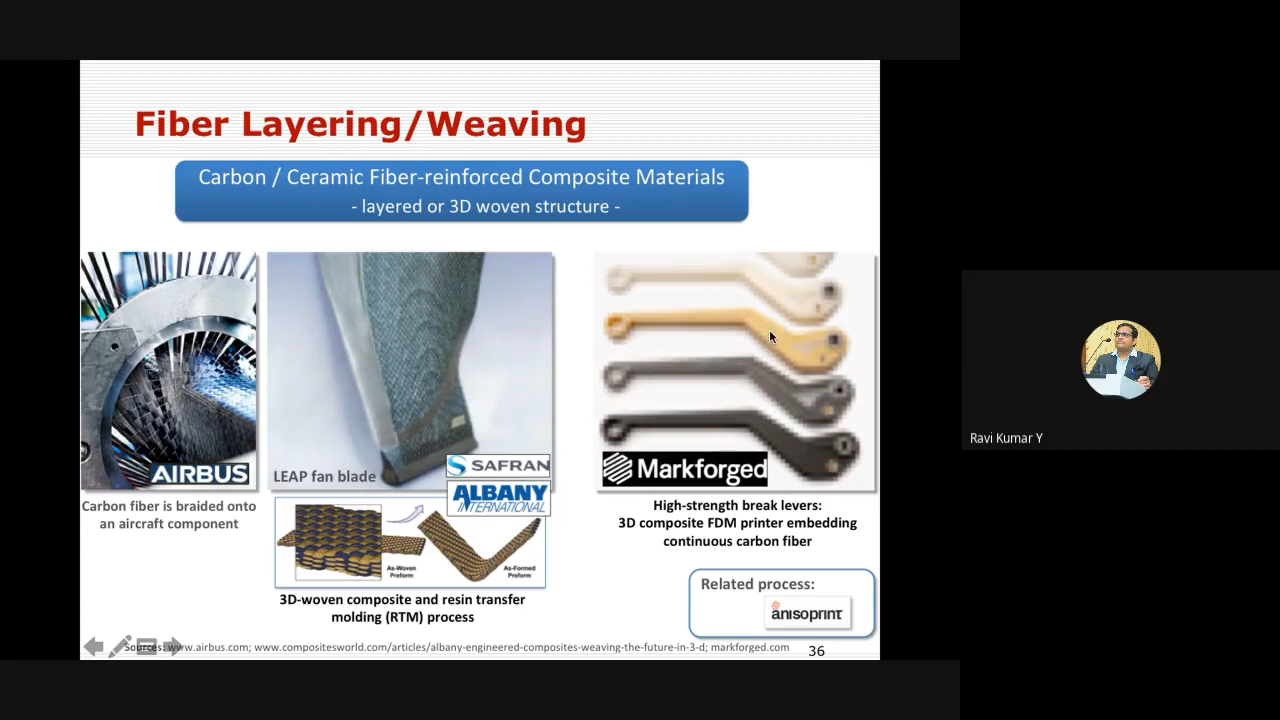 Fiber Layering/Weaving
Carbon / Ceramic Fiber-reinforced Composite Materials
- layered or 3D woven structure -
AIRBUS
Carbon fiber is braided onto
an aircraft component
LEAP fan blade
SAFRAN
ALBANY
INTERNATIONAL
As-Woven
Preform
As-Formed
Preform
3D-woven composite and resin transfer
molding (RTM) process
Markforged
High-strength break levers:
3D composite FDM printer embedding
continuous carbon fiber
Related process:
anisoprint
Sources: www.airbus.com; www.compositesworld.com/articles/albany-engineered-composites-weaving-the-future-in-3-d; markforged.com
36
Ravi Kumar Y